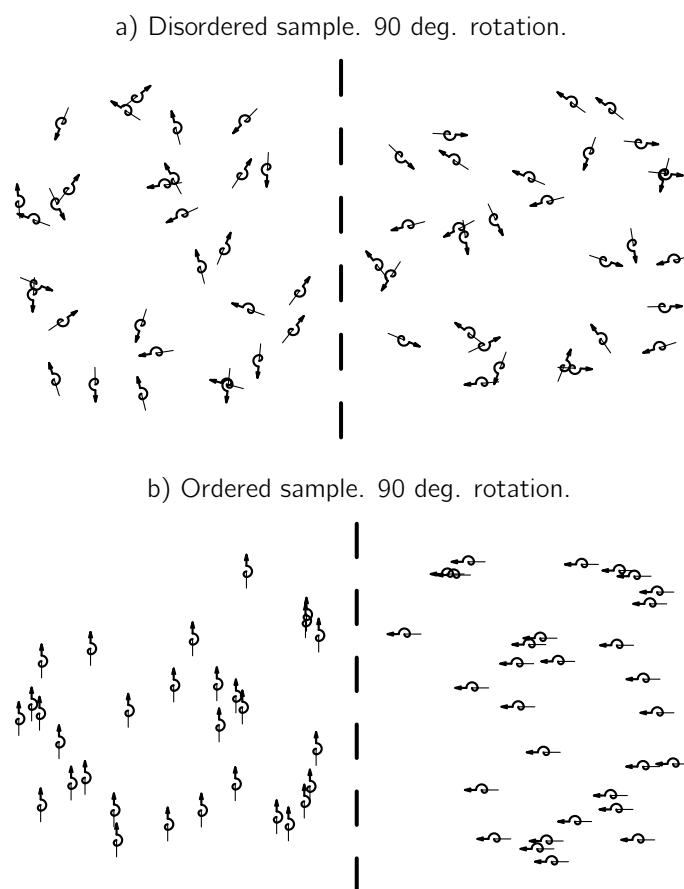 a) Disordered sample. 90 deg. rotation.
b) Ordered sample. 90 deg. rotation.